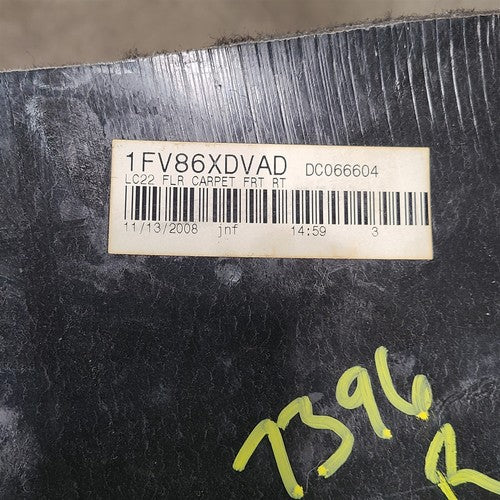 1FV86XDVAD DC066604
LC22 FLR CARPET FRT RT
11/13/2008 jnf 14:59 3
7396
R